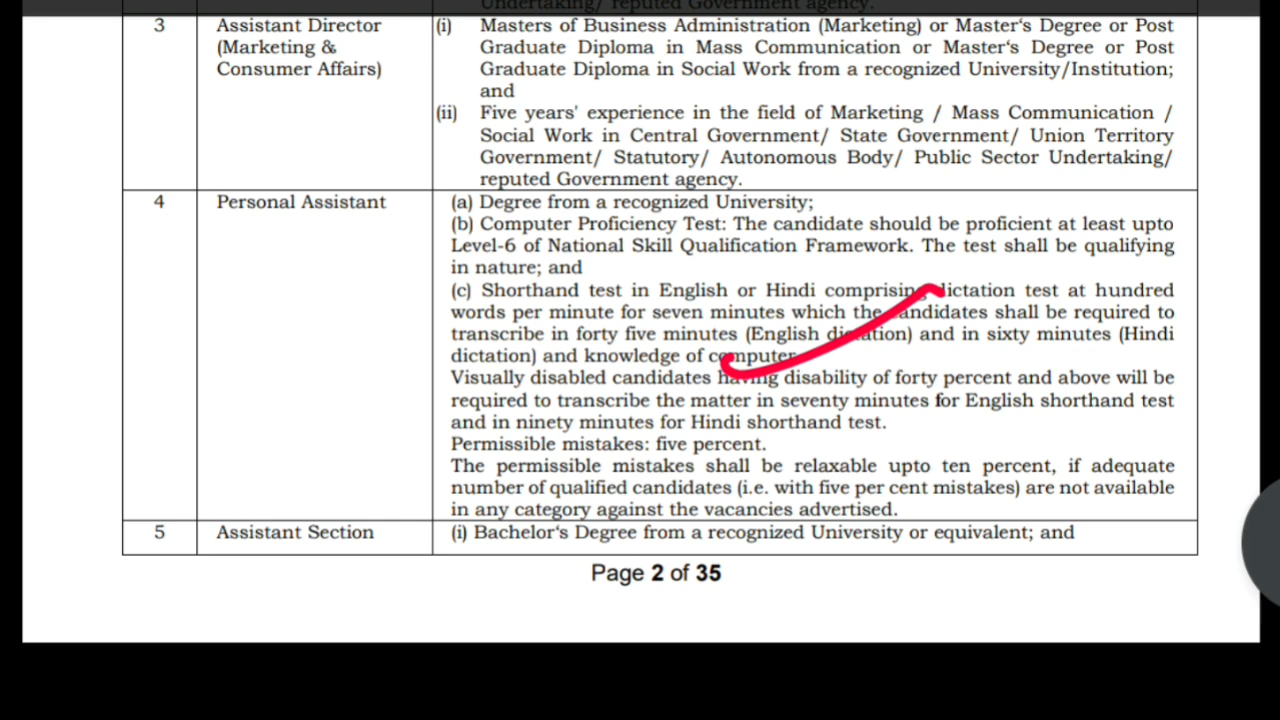 Undertaking/ reputed Government agency.
3 Assistant Director (i) Masters of Business Administration (Marketing) or Master's Degree or Post
(Marketing & Graduate Diploma in Mass Communication or Master's Degree or Post
Consumer Affairs) Graduate Diploma in Social Work from a recognized University/Institution;
and
(ii) Five years' experience in the field of Marketing / Mass Communication /
Social Work in Central Government/ State Government/ Union Territory
Government/ Statutory/ Autonomous Body/ Public Sector Undertaking/
reputed Government agency.
4 Personal Assistant (a) Degree from a recognized University;
(b) Computer Proficiency Test: The candidate should be proficient at least upto
Level-6 of National Skill Qualification Framework. The test shall be qualifying
in nature; and
(c) Shorthand test in English or Hindi comprising dictation test at hundred
words per minute for seven minutes which the candidates shall be required to
transcribe in forty five minutes (English dictation) and in sixty minutes (Hindi
dictation) and knowledge of computer
Visually disabled candidates having disability of forty percent and above will be
required to transcribe the matter in seventy minutes for English shorthand test
and in ninety minutes for Hindi shorthand test.
Permissible mistakes: five percent.
The permissible mistakes shall be relaxable upto ten percent, if adequate
number of qualified candidates (i.e. with five per cent mistakes) are not available
in any category against the vacancies advertised.
5 Assistant Section (i) Bachelor's Degree from a recognized University or equivalent; and
Page 2 of 35